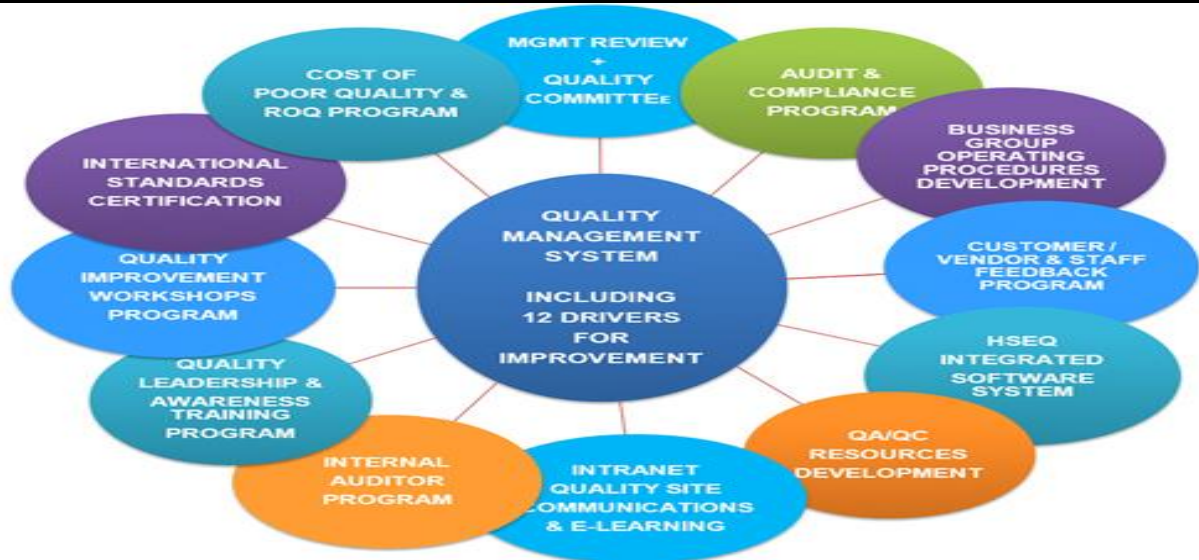 MGMT REVIEW
+
QUALITY
COMMITTEE
AUDIT &
COMPLIANCE
PROGRAM
BUSINESS
GROUP
OPERATING
PROCEDURES
DEVELOPMENT
CUSTOMER /
VENDOR & STAFF
FEEDBACK
PROGRAM
HSEQ
INTEGRATED
SOFTWARE
SYSTEM
QA/QC
RESOURCES
DEVELOPMENT
INTRANET
QUALITY SITE
COMMUNICATIONS
& E-LEARNING
INTERNAL
AUDITOR
PROGRAM
QUALITY
LEADERSHIP &
AWARENESS
TRAINING
PROGRAM
QUALITY
IMPROVEMENT
WORKSHOPS
PROGRAM
INTERNATIONAL
STANDARDS
CERTIFICATION
COST OF
POOR QUALITY &
ROQ PROGRAM
QUALITY
MANAGEMENT
SYSTEM
INCLUDING
12 DRIVERS
FOR
IMPROVEMENT